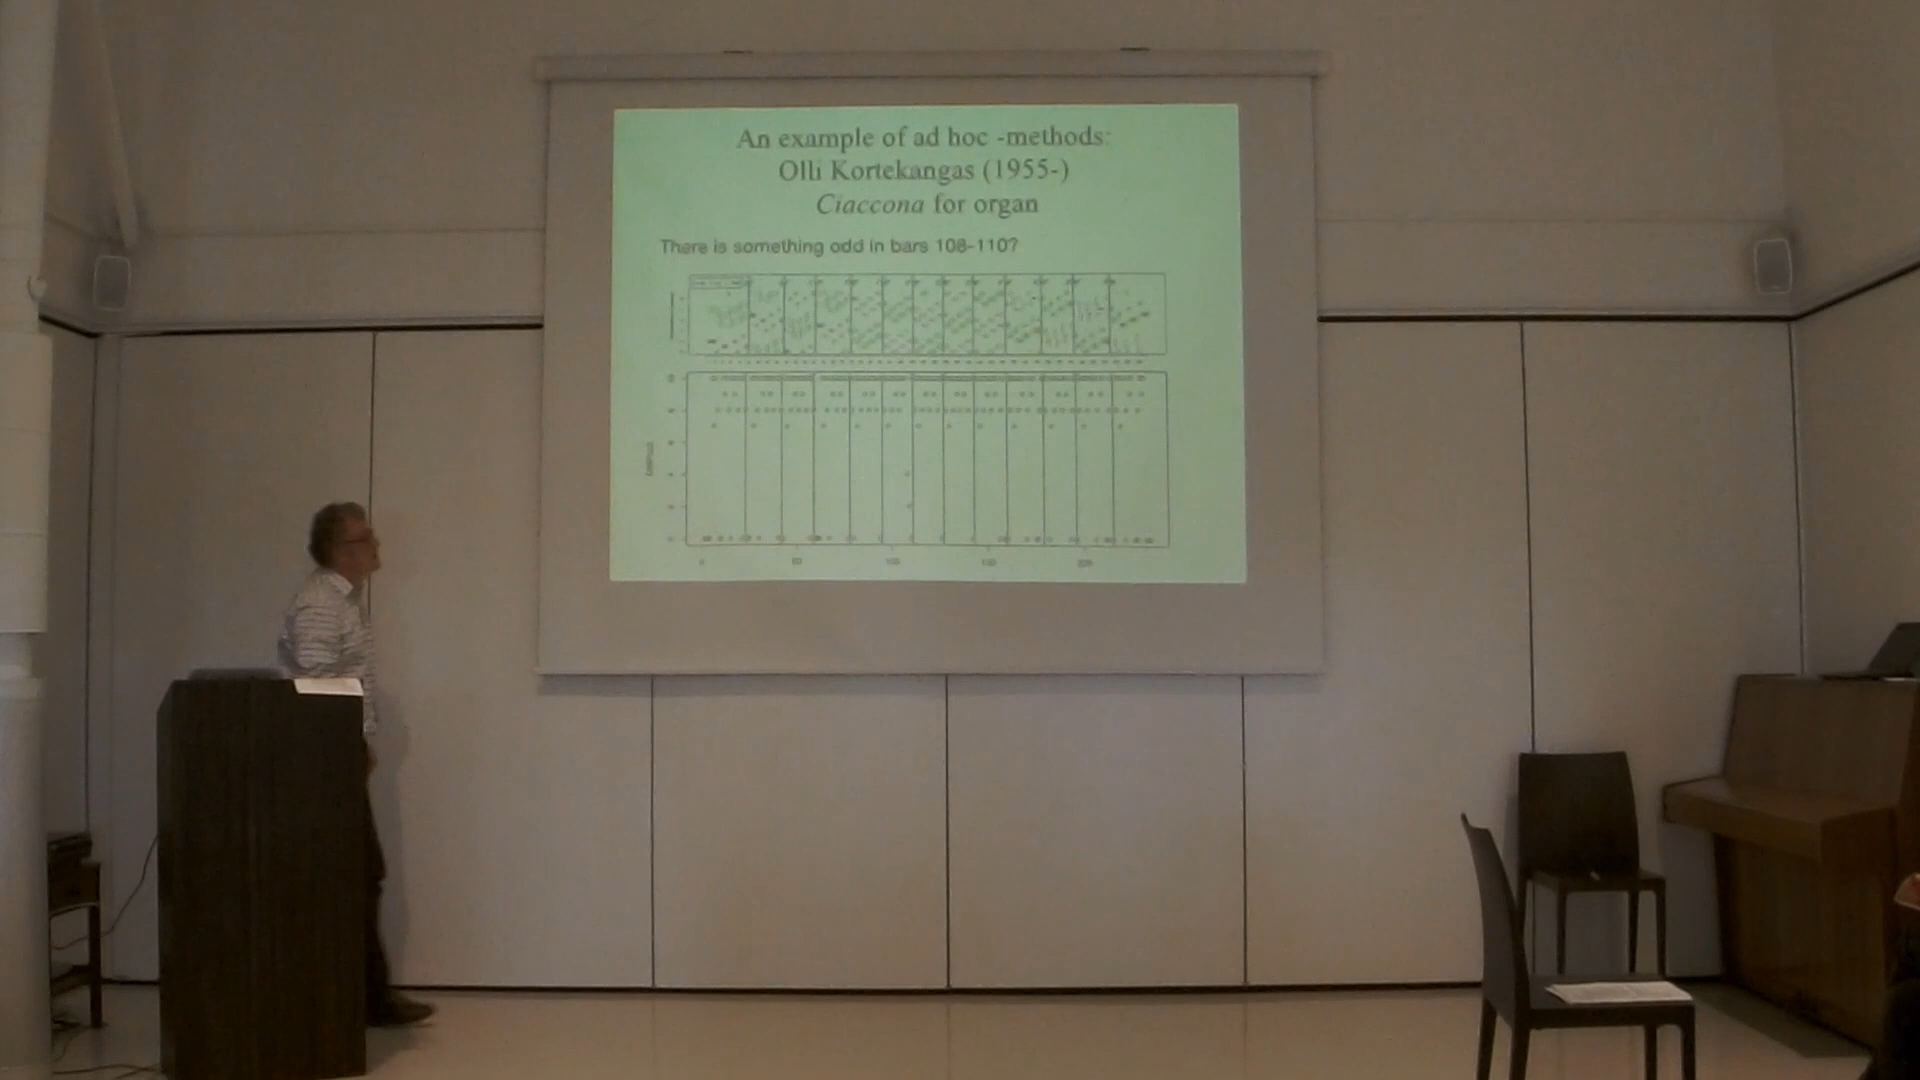 An example of ad hoc -methods:
Olli Kortekangas (1955-)
Ciaccona for organ
There is something odd in bars 108-110?